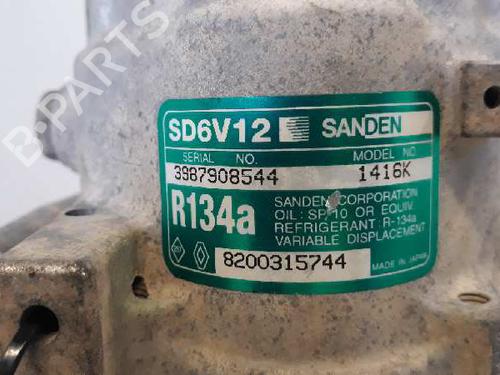 B-PARTS
SD6V12 SANDEN
SERIAL NO. MODEL NO.
3987908544 1416K
R134a
SANDEN CORPORATION
OIL: SP-10 OR EQUIV.
REFRIGERANT: R-134a
VARIABLE DISPLACEMENT
8200315744
MADE IN JAPAN